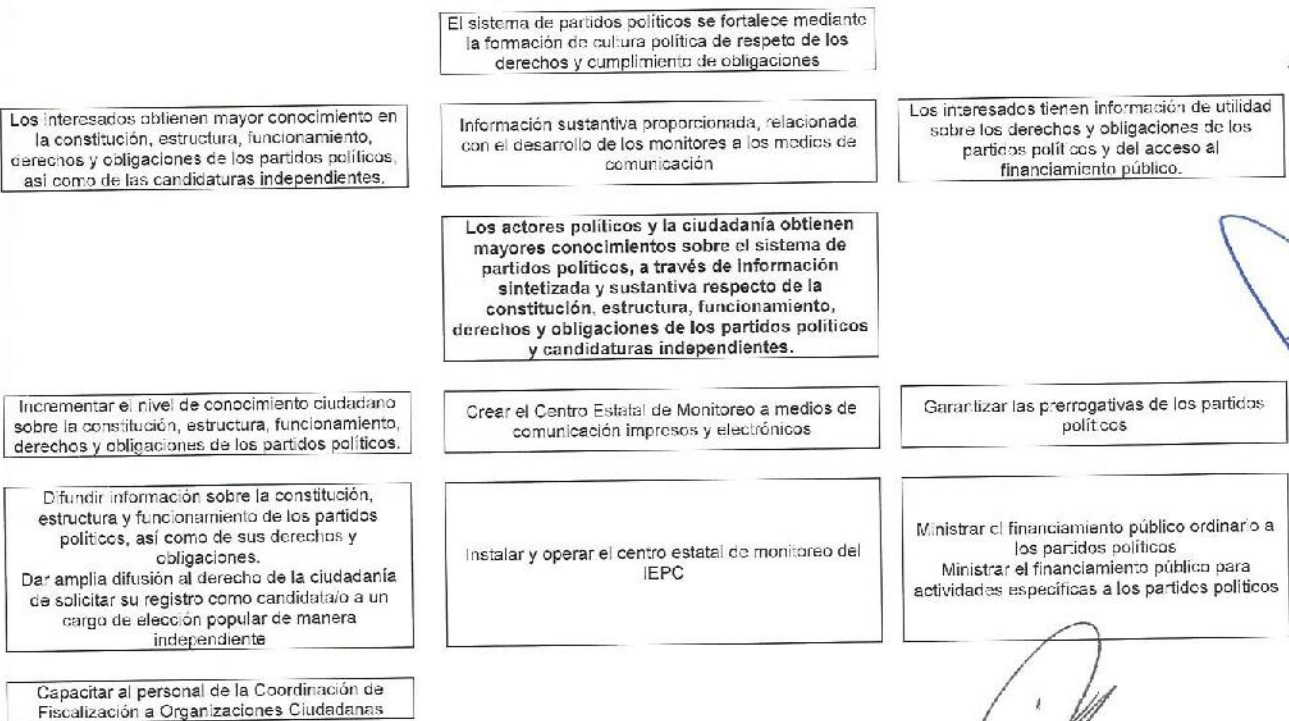 El sistema de partidos políticos se fortalece mediante
la formación de cultura política de respeto de los
derechos y cumplimiento de obligaciones
Los interesados obtienen mayor conocimiento en
la constitución, estructura, funcionamiento,
derechos y obligaciones de los partidos políticos,
así como de las candidaturas independientes.
Información sustantiva proporcionada, relacionada
con el desarrollo de los monitores a los medios de
comunicación
Los interesados tienen información de utilidad
sobre los derechos y obligaciones de los
partidos políticos y del acceso al
financiamiento público.
Los actores políticos y la ciudadanía obtienen
mayores conocimientos sobre el sistema de
partidos políticos, a través de información
sintetizada y sustantiva respecto de la
constitución, estructura, funcionamiento,
derechos y obligaciones de los partidos políticos
y candidaturas independientes.
Incrementar el nivel de conocimiento ciudadano
sobre la constitución, estructura, funcionamiento,
derechos y obligaciones de los partidos políticos.
Crear el Centro Estatal de Monitoreo a medios de
comunicación impresos y electrónicos
Garantizar las prerrogativas de los partidos
políticos
Difundir información sobre la constitución,
estructura y funcionamiento de los partidos
políticos, así como de sus derechos y
obligaciones.
Dar amplia difusión al derecho de la ciudadanía
de solicitar su registro como candidata/o a un
cargo de elección popular de manera
independiente
Instalar y operar el centro estatal de monitoreo del
IEPC
Ministrar el financiamiento público ordinario a
los partidos políticos
Ministrar el financiamiento público para
actividades específicas a los partidos políticos
Capacitar al personal de la Coordinación de
Fiscalización a Organizaciones Ciudadanas